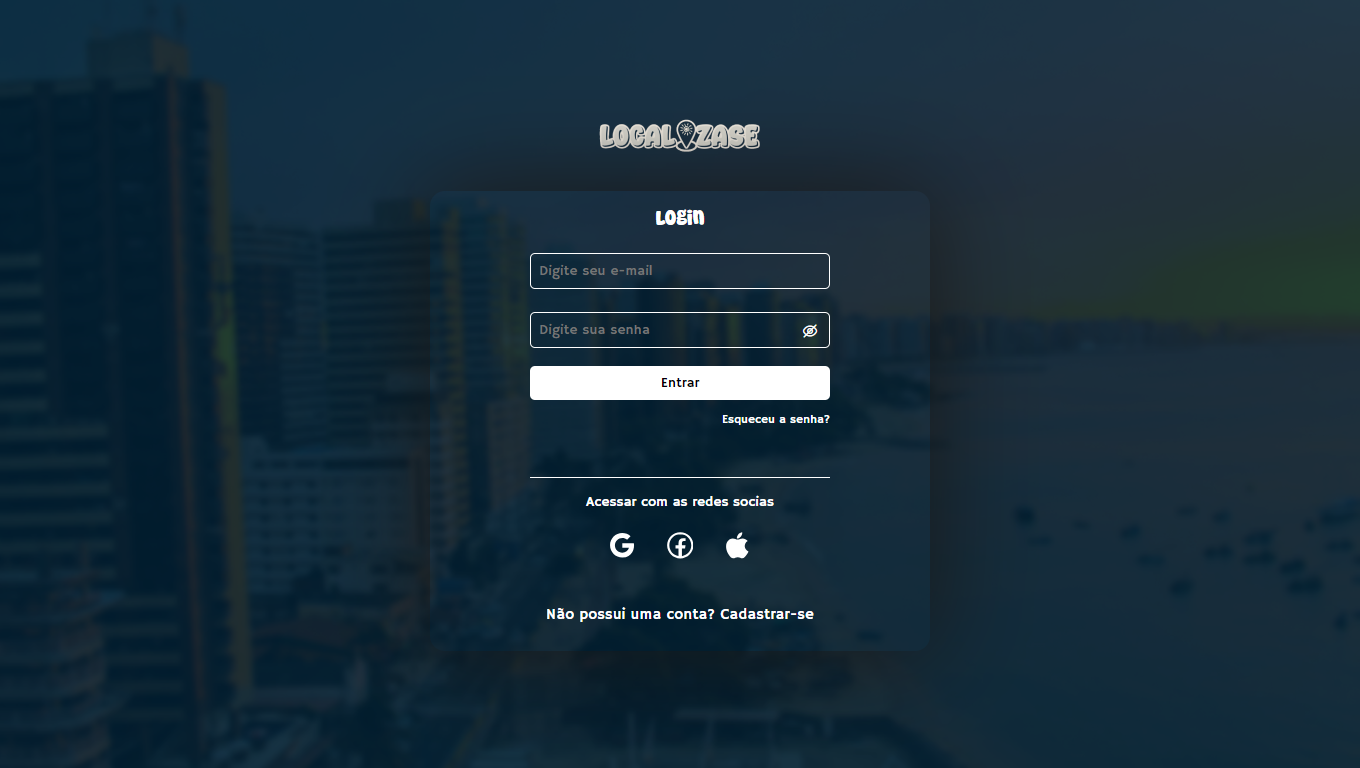 LOCALZASE
Login
Digite seu e-mail
Digite sua senha
Entrar
Esqueceu a senha?
Acessar com as redes socias
Não possui uma conta? Cadastrar-se